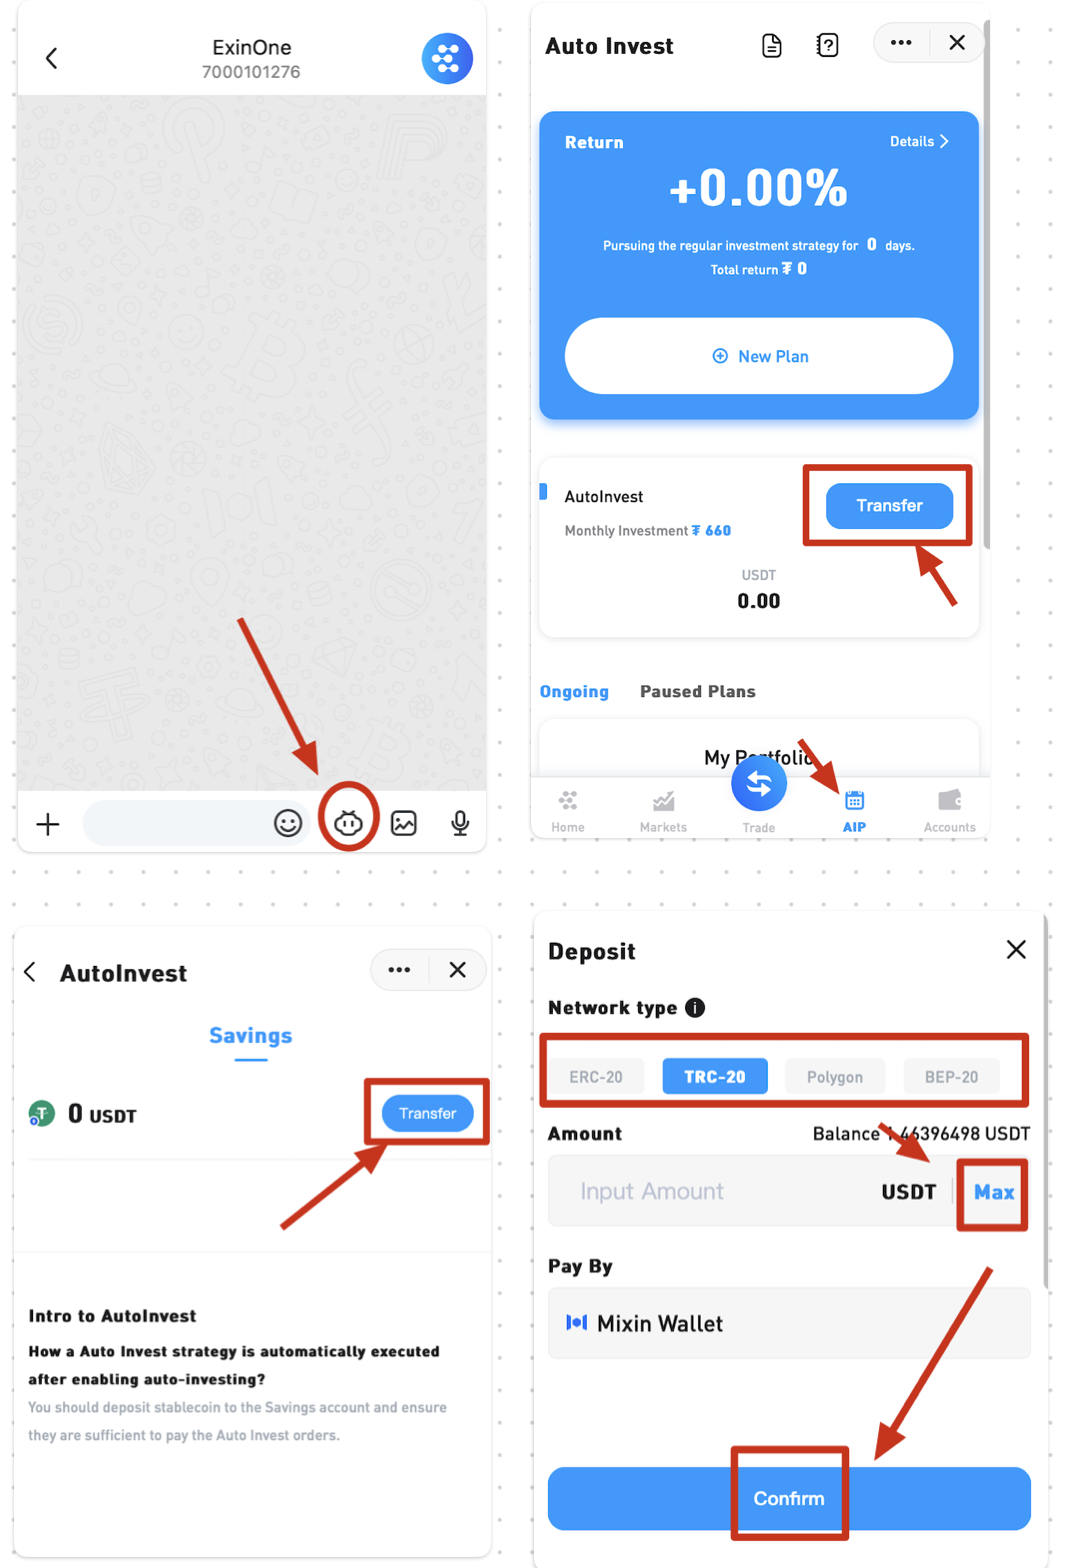 ExinOne
7000101276
Auto Invest
Return
Details
+0.00%
Pursuing the regular investment strategy for 0 days.
Total return ₮ 0
New Plan
AutoInvest
Monthly Investment ₮ 660
Transfer
USDT
0.00
Ongoing
Paused Plans
My Portfolio
Home
Markets
Trade
AIP
Accounts
AutoInvest
Savings
0 USDT
Transfer
Intro to AutoInvest
How a Auto Invest strategy is automatically executed
after enabling auto-investing?
You should deposit stablecoin to the Savings account and ensure
they are sufficient to pay the Auto Invest orders.
Deposit
Network type
ERC-20
TRC-20
Polygon
BEP-20
Amount
Balance 1.46396498 USDT
Input Amount
USDT
Max
Pay By
Mixin Wallet
Confirm